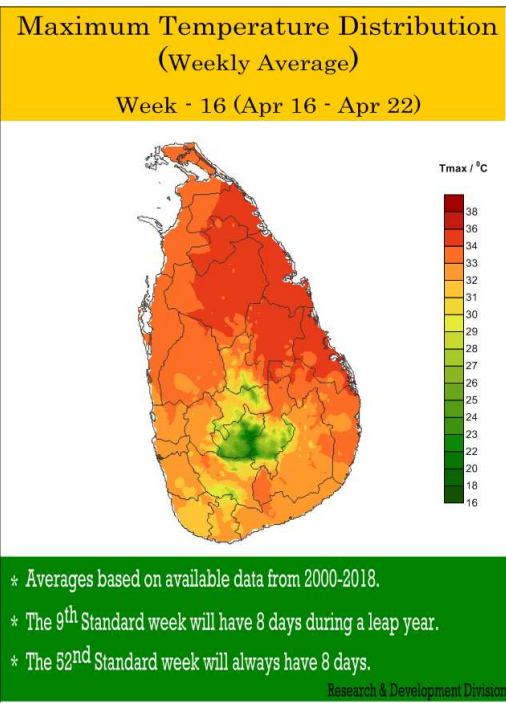 Maximum Temperature Distribution
(Weekly Average)
Week - 16 (Apr 16 - Apr 22)
Tmax / ⁰C
38
36
34
33
32
31
30
29
28
27
26
25
24
23
22
20
18
16
* Averages based on available data from 2000-2018.
* The 9th Standard week will have 8 days during a leap year.
* The 52nd Standard week will always have 8 days.
Research & Development Division